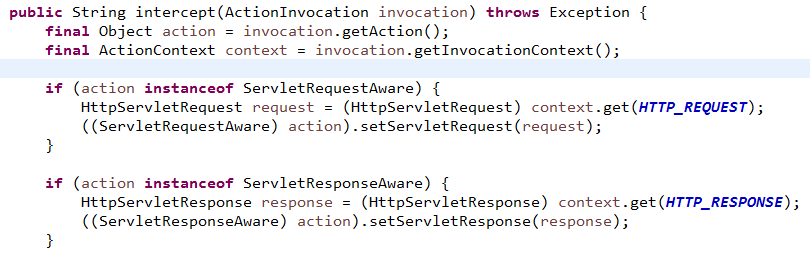 public String intercept(ActionInvocation invocation) throws Exception {
    final Object action = invocation.getAction();
    final ActionContext context = invocation.getInvocationContext();

    if (action instanceof ServletRequestAware) {
        HttpServletRequest request = (HttpServletRequest) context.get(HTTP_REQUEST);
        ((ServletRequestAware) action).setServletRequest(request);
    }

    if (action instanceof ServletResponseAware) {
        HttpServletResponse response = (HttpServletResponse) context.get(HTTP_RESPONSE);
        ((ServletResponseAware) action).setServletResponse(response);
    }